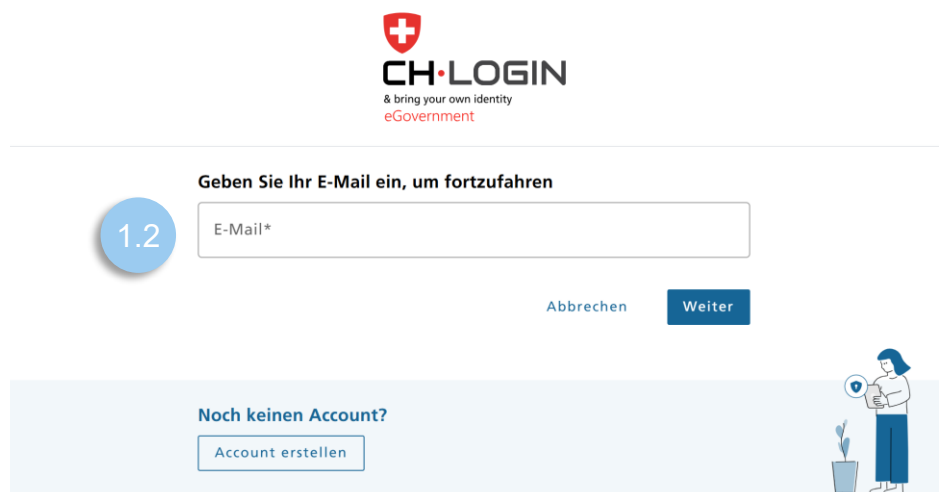 CH·LOGIN
& bring your own identity
eGovernment
Geben Sie Ihr E-Mail ein, um fortzufahren
1.2
E-Mail*
Abbrechen Weiter
Noch keinen Account?
Account erstellen